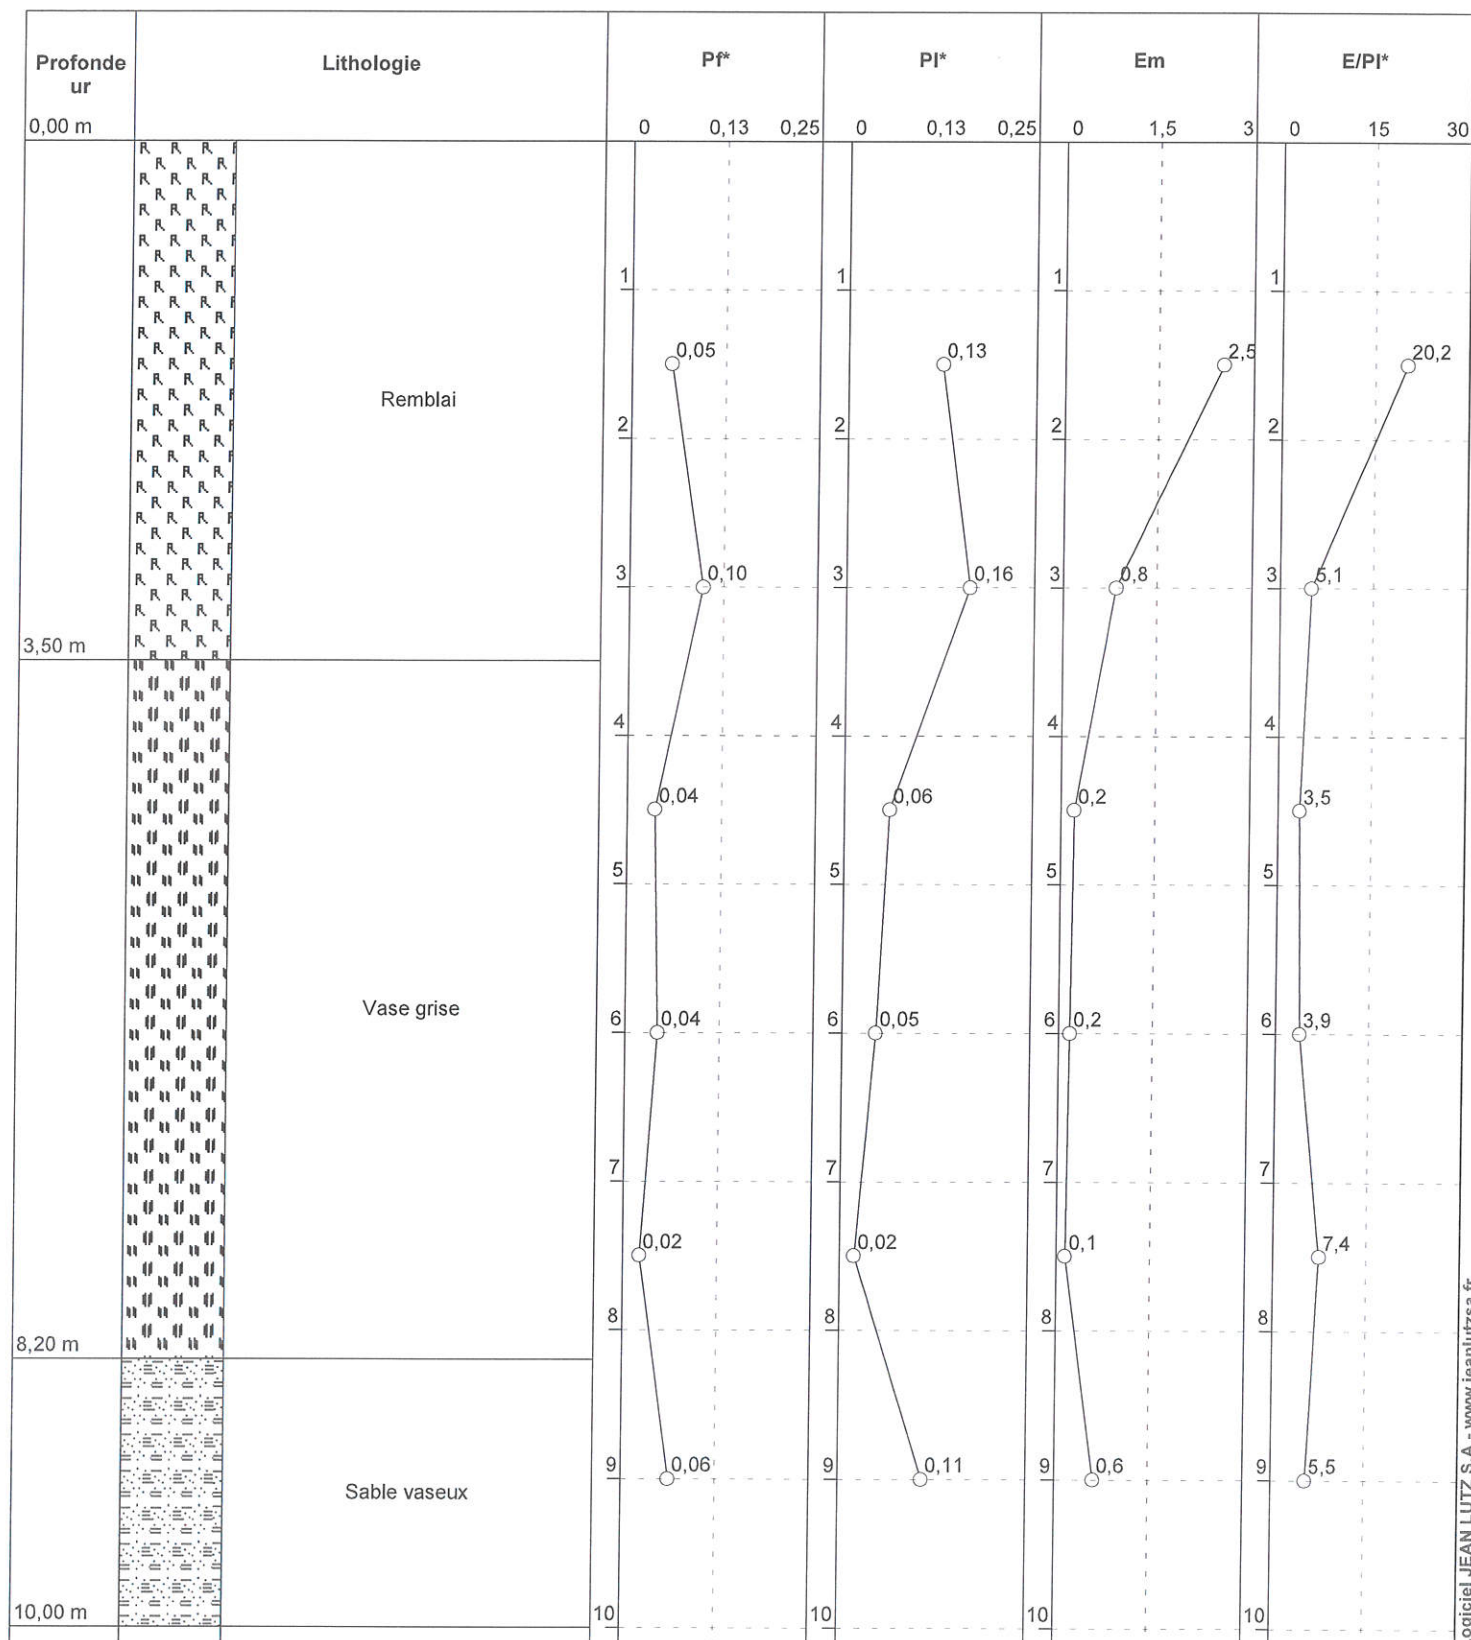 Profonde
ur
Lithologie
Pf*
Pl*
Em
E/Pl*
0,00 m
0 0,13 0,25
0 0,13 0,25
0 1,5 3
0 15 30
1 1 1 1
0,05 0,13 2,5 20,2
Remblai
2 2 2 2
3 0,10 3 0,16 3 0,8 3 5,1
3,50 m
4 4 4 4
0,04 0,06 0,2 3,5
5 5 5 5
Vase grise
6 0,04 6 0,05 6 0,2 6 3,9
7 7 7 7
0,02 0,02 0,1 7,4
8 8 8 8
8,20 m
9 0,06 9 0,11 9 0,6 9 5,5
Sable vaseux
10,00 m
10 10 10 10
ogiciel JEAN LUTZ S.A - www.jeanlutzsa.fr